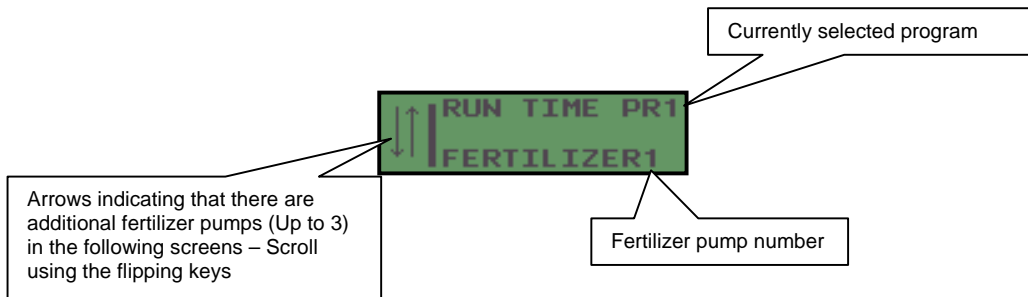 Currently selected program
RUN TIME PR1
FERTILIZER1
Arrows indicating that there are
additional fertilizer pumps (Up to 3)
in the following screens – Scroll
using the flipping keys
Fertilizer pump number